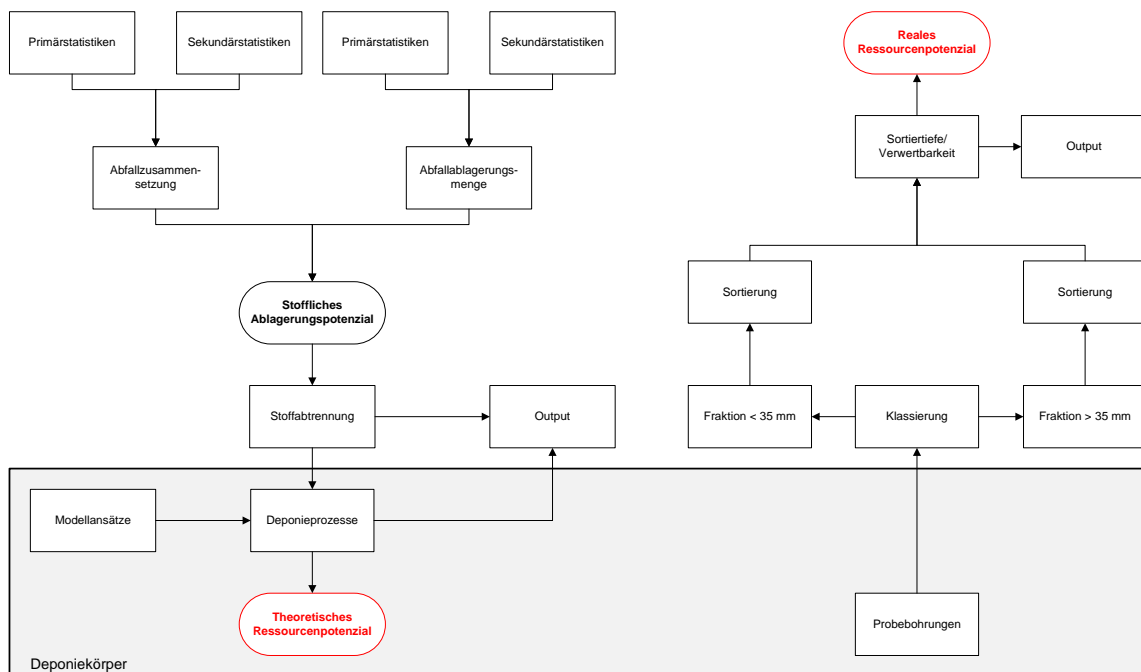 Primärstatistiken
Sekundärstatistiken
Primärstatistiken
Sekundärstatistiken
Reales
Ressourcenpotenzial
Abfallzusammen-
setzung
Abfallablagerungs-
menge
Sortiertiefe/
Verwertbarkeit
Output
Stoffliches
Ablagerungspotenzial
Sortierung
Sortierung
Stoffabtrennung
Output
Fraktion < 35 mm
Klassierung
Fraktion > 35 mm
Modellansätze
Deponieprozesse
Theoretisches
Ressourcenpotenzial
Probebohrungen
Deponiekörper